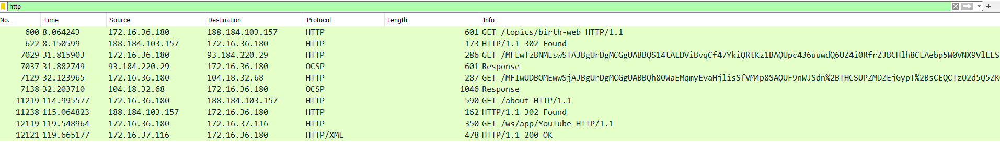 http
No. Time Source Destination Protocol Length Info
600 8.064243 172.16.36.180 188.184.103.157 HTTP 601 GET /topics/birth-web HTTP/1.1
622 8.150599 188.184.103.157 172.16.36.180 HTTP 173 HTTP/1.1 302 Found
7029 31.815903 172.16.36.180 93.184.220.29 HTTP 286 GET /MFEwTzBNMEswSTAJBgUrDgMCGgUABBQS14tALDViBvqCf47YkiQRtKz1BAQUpc436uuwdQ6UZ4i0RfrZJBCHlh8CEAebp5W0VNX9VlELS
7037 31.882749 93.184.220.29 172.16.36.180 OCSP 601 Response
7129 32.123965 172.16.36.180 104.18.32.68 HTTP 287 GET /MFIwUDBOMEwwSjAJBgUrDgMCGgUABBQh80WaEMqmyEvaHjlisSfVM4p8SAQUF9nWJSdn%2BTHCSUPZMDZEjGypT%2BsCEQCTzO2d5Q5ZK
7138 32.203710 104.18.32.68 172.16.36.180 OCSP 1046 Response
11219 114.995577 172.16.36.180 188.184.103.157 HTTP 590 GET /about HTTP/1.1
11238 115.064823 188.184.103.157 172.16.36.180 HTTP 162 HTTP/1.1 302 Found
12119 119.548964 172.16.36.180 172.16.37.116 HTTP 350 GET /ws/app/YouTube HTTP/1.1
12121 119.665177 172.16.37.116 172.16.36.180 HTTP/XML 478 HTTP/1.1 200 OK